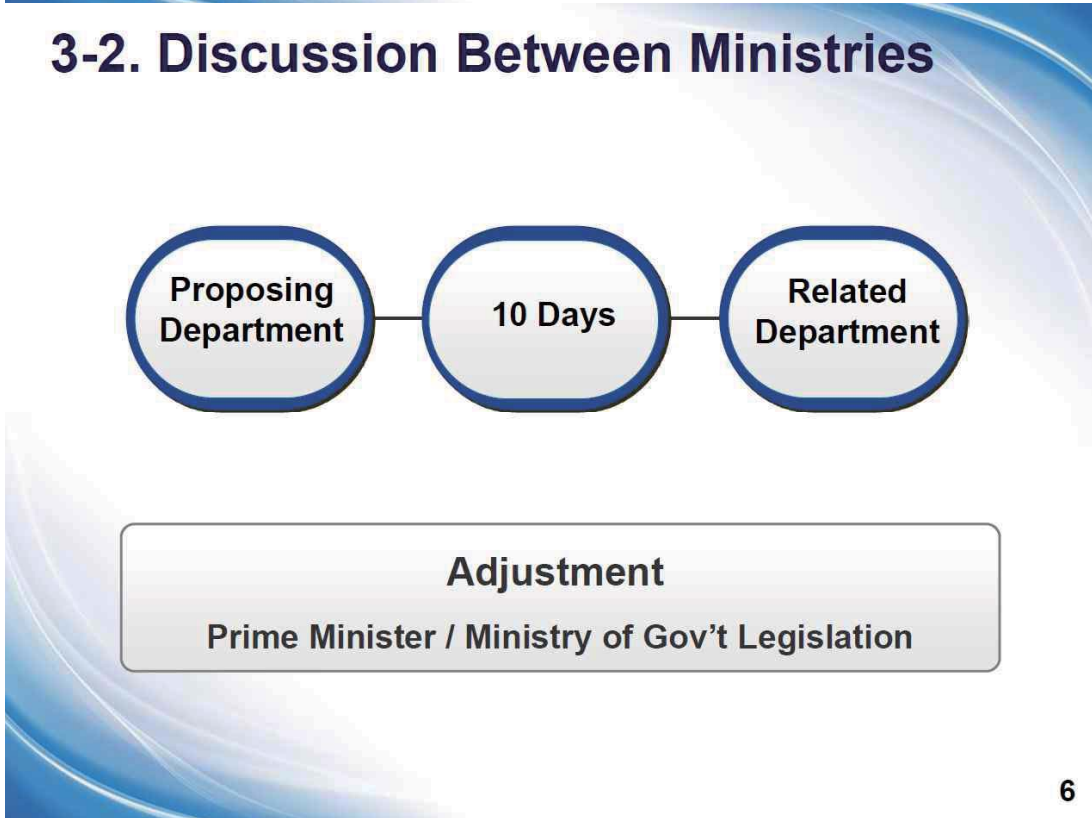 3-2. Discussion Between Ministries
Proposing
Department
10 Days
Related
Department
Adjustment
Prime Minister / Ministry of Gov’t Legislation
6